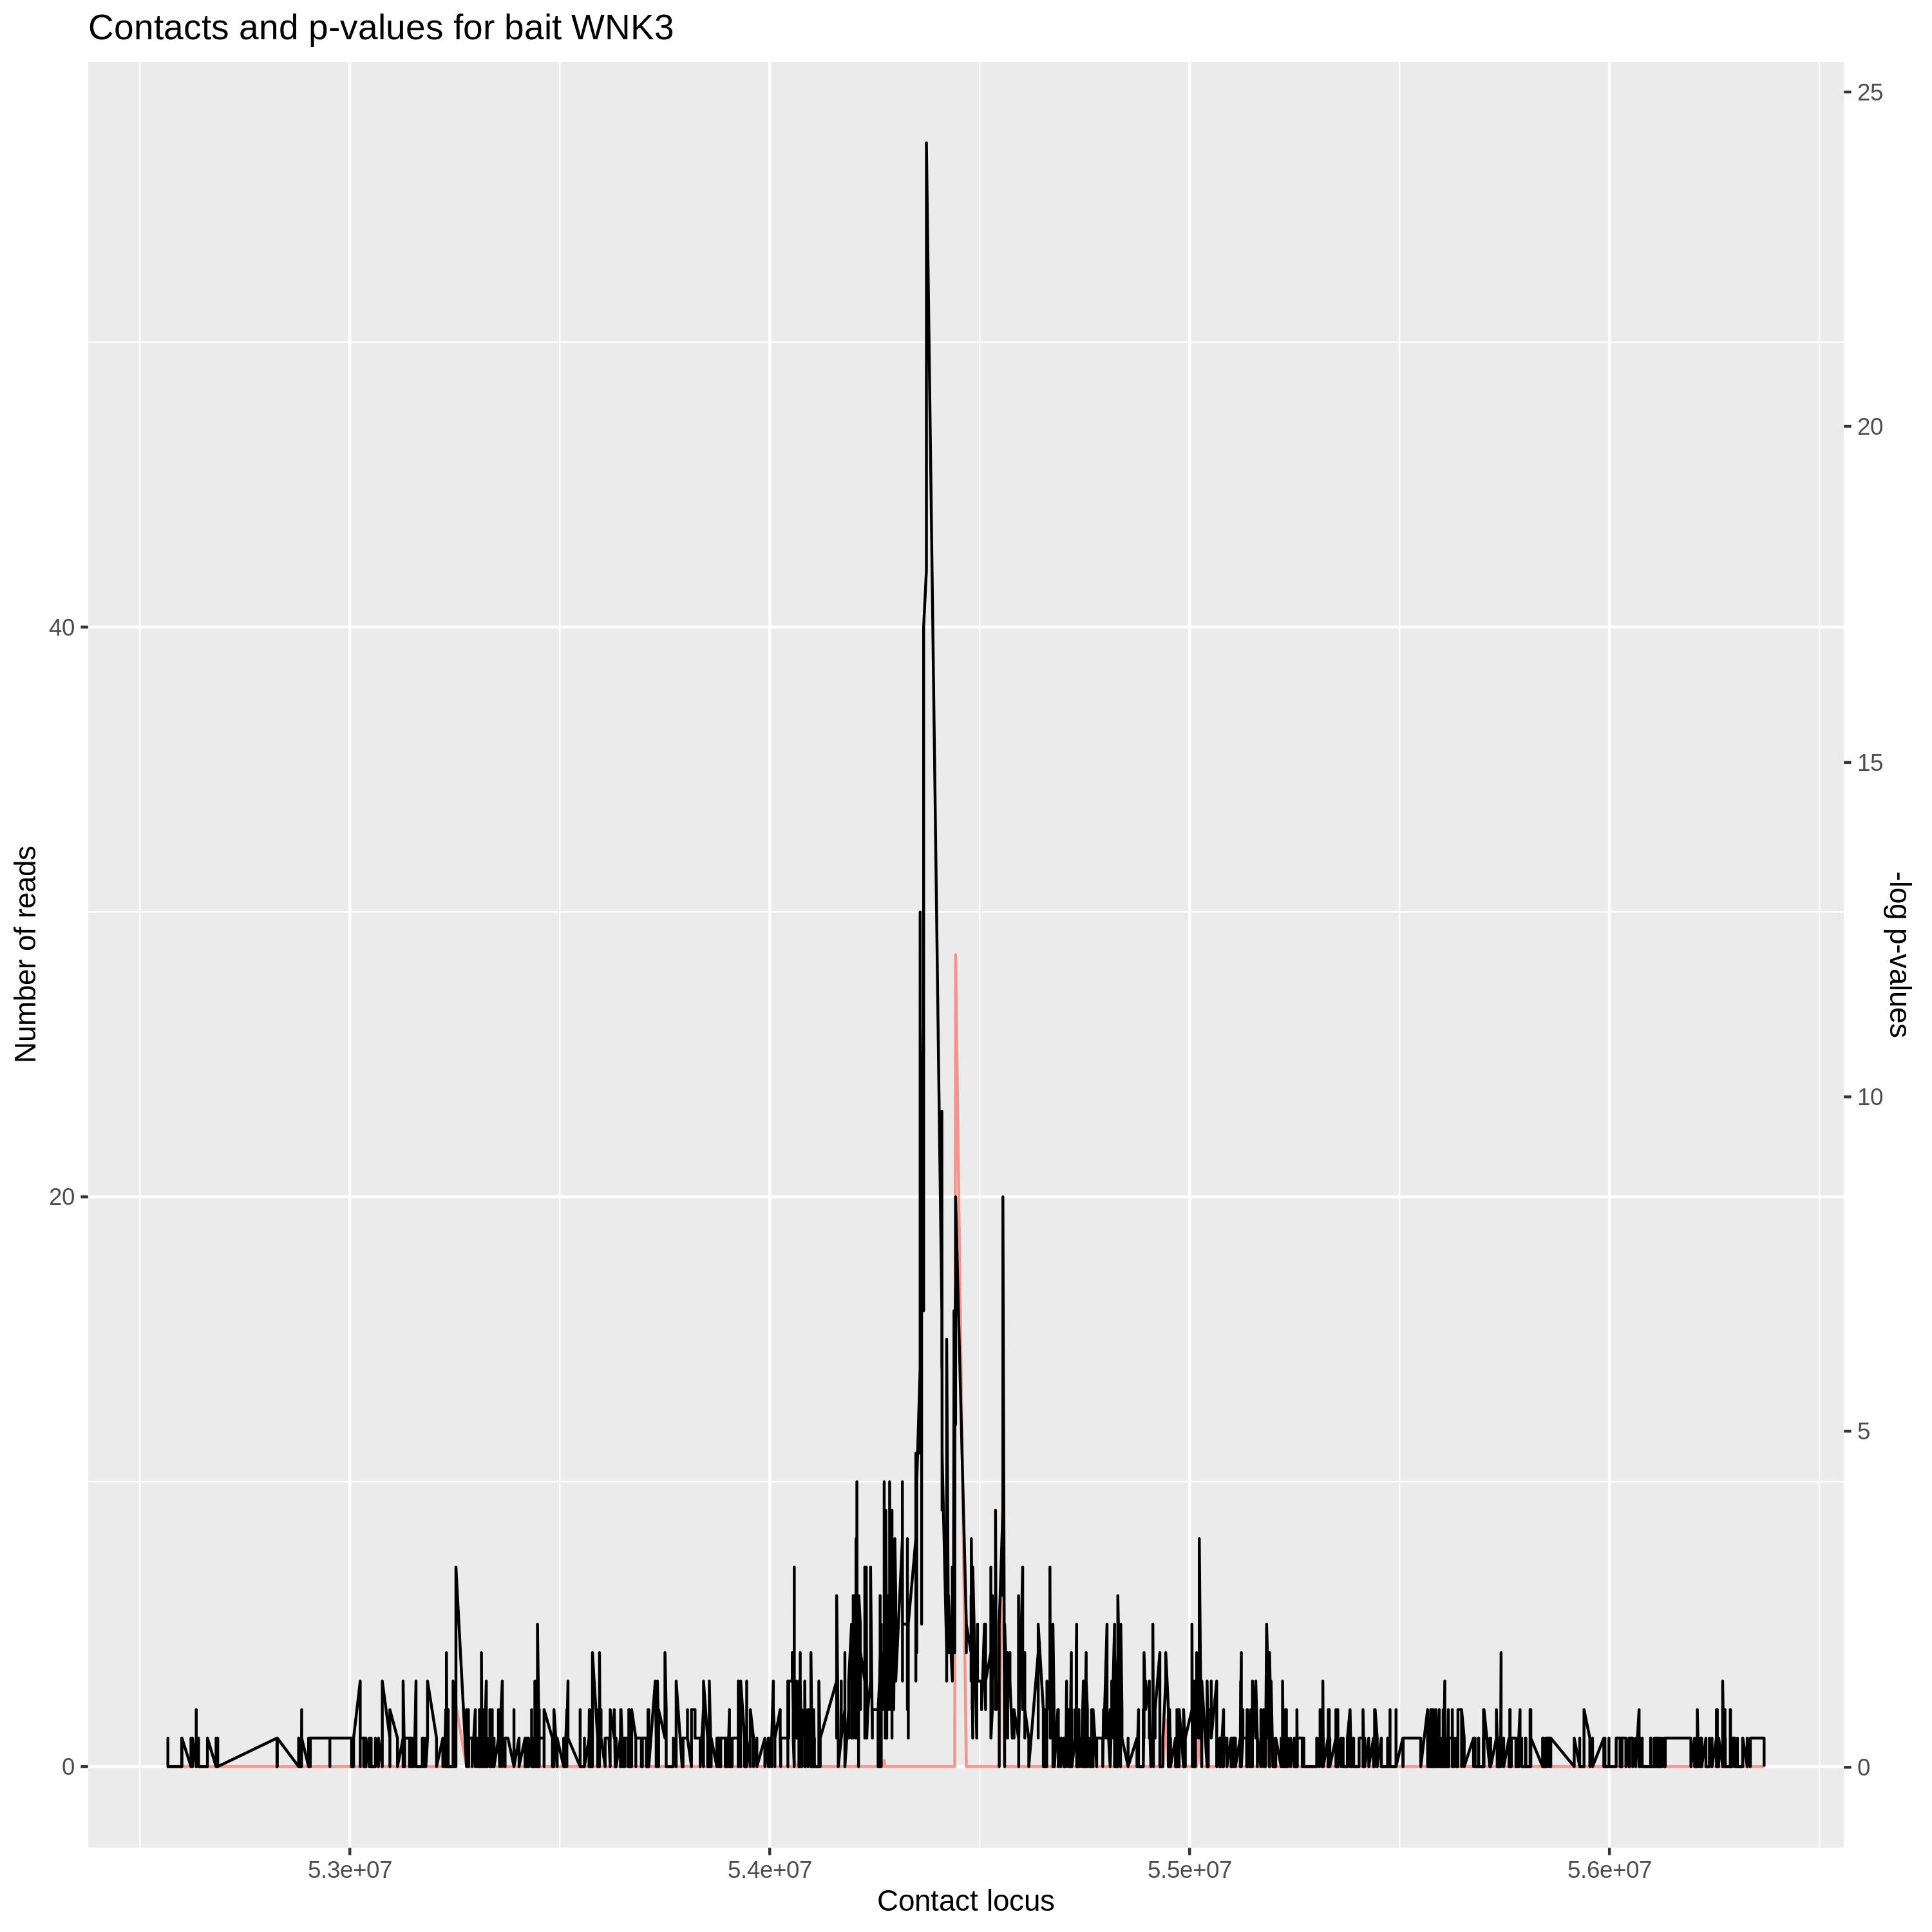 Contacts and p-values for bait WNK3
25
20
40
15
Number of reads
-log p-values
10
20
5
0
0
5.3e+07
5.4e+07
5.5e+07
5.6e+07
Contact locus